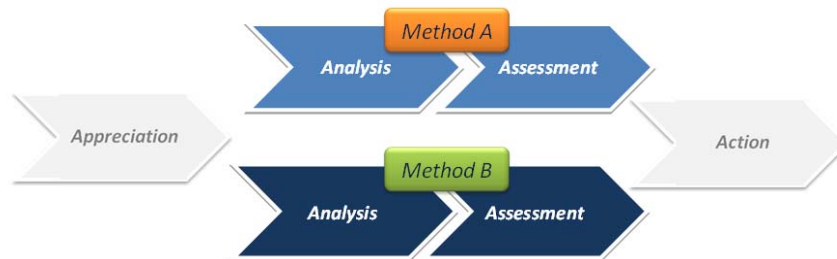 Method A
Analysis
Assessment
Appreciation
Action
Method B
Analysis
Assessment